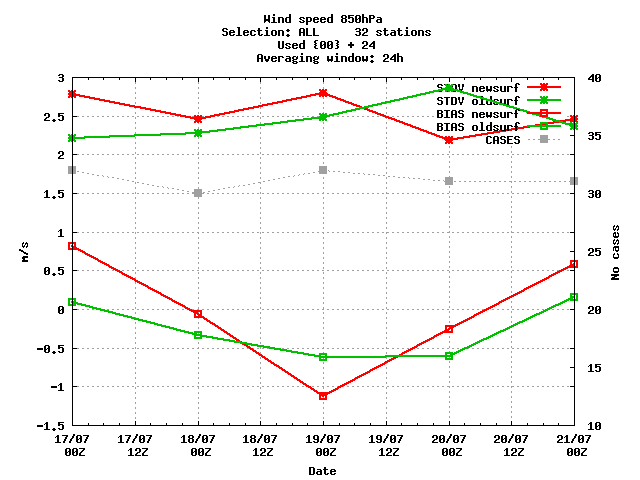 Wind speed 850hPa
Selection: ALL 32 stations
Used {00} + 24
Averaging window: 24h
3 40
STDV newsurf
STDV oldsurf
BIAS newsurf
BIAS oldsurf
CASES
2.5 35
2
1.5 30
1
0.5 25
0 20
-0.5 15
-1
-1.5 10
m/s
No cases
17/07 17/07 18/07 18/07 19/07 19/07 20/07 20/07 21/07
00Z 12Z 00Z 12Z 00Z 12Z 00Z 12Z 00Z
Date